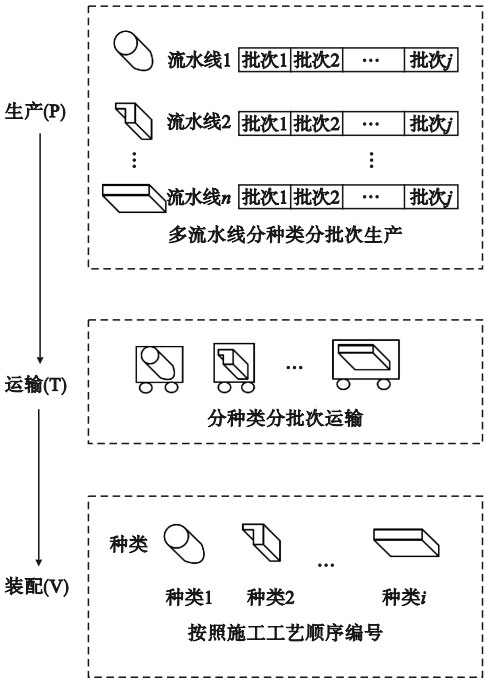 流水线1 批次1 批次2 … 批次j
生产(P)
流水线2 批次1 批次2 … 批次j
⋮ ⋮
流水线n 批次1 批次2 … 批次j
多流水线分种类分批次生产
…
运输(T)
分种类分批次运输
种类
…
装配(V)
种类1 种类2 种类i
按照施工工艺顺序编号